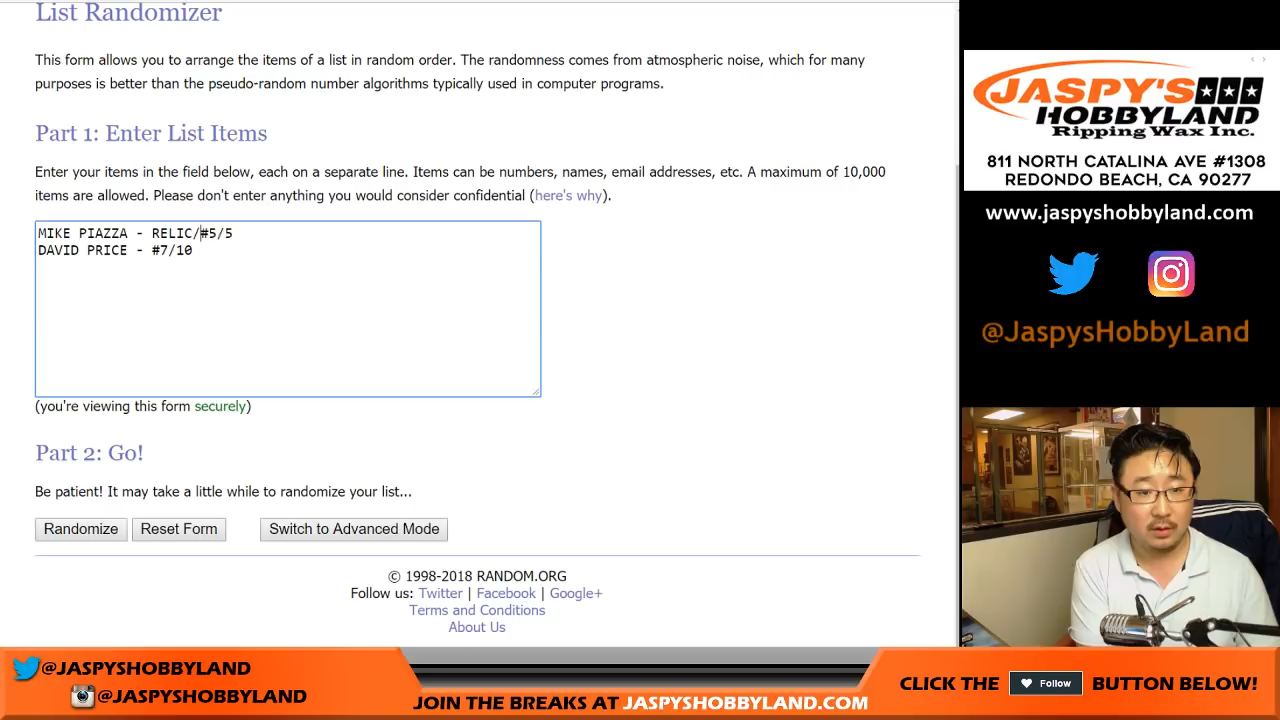 List Randomizer
This form allows you to arrange the items of a list in random order. The randomness comes from atmospheric noise, which for many
purposes is better than the pseudo-random number algorithms typically used in computer programs.
Part 1: Enter List Items
Enter your items in the field below, each on a separate line. Items can be numbers, names, email addresses, etc. A maximum of 10,000
items are allowed. Please don't enter anything you would consider confidential (here's why).
MIKE PIAZZA - RELIC/#5/5
DAVID PRICE - #7/10
(you're viewing this form securely)
Part 2: Go!
Be patient! It may take a little while to randomize your list...
Randomize
Reset Form
Switch to Advanced Mode
© 1998-2018 RANDOM.ORG
Follow us: Twitter | Facebook | Google+
Terms and Conditions
About Us
JASPY'S
HOBBYLAND
Ripping Wax Inc.
811 NORTH CATALINA AVE #1308
REDONDO BEACH, CA 90277
www.jaspyshobbyland.com
@JaspysHobbyLand
@JASPYSHOBBYLAND
@JASPYSHOBBYLAND
JOIN THE BREAKS AT JASPYSHOBBYLAND.COM
CLICK THE Follow BUTTON BELOW!